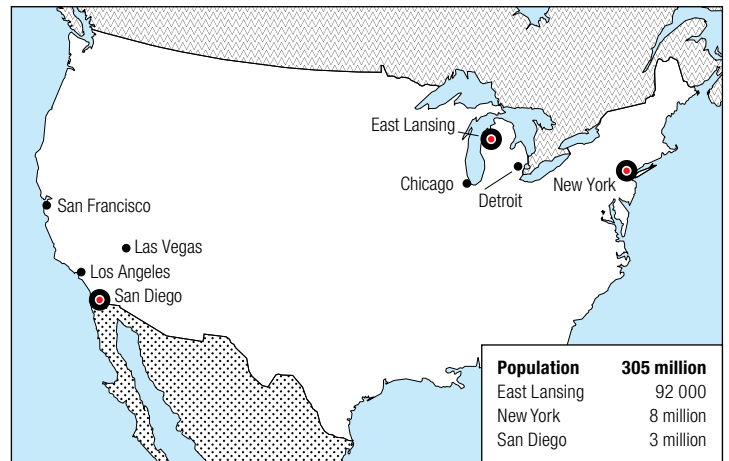 East Lansing
Chicago
Detroit
New York
San Francisco
Las Vegas
Los Angeles
San Diego
Population 305 million
East Lansing 92 000
New York 8 million
San Diego 3 million